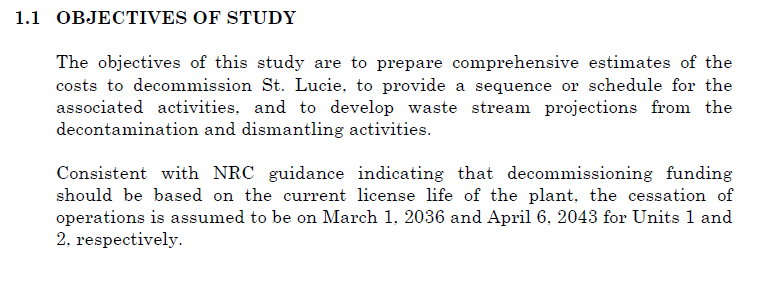 1.1 OBJECTIVES OF STUDY
The objectives of this study are to prepare comprehensive estimates of the
costs to decommission St. Lucie, to provide a sequence or schedule for the
associated activities, and to develop waste stream projections from the
decontamination and dismantling activities.
Consistent with NRC guidance indicating that decommissioning funding
should be based on the current license life of the plant, the cessation of
operations is assumed to be on March 1, 2036 and April 6, 2043 for Units 1 and
2, respectively.